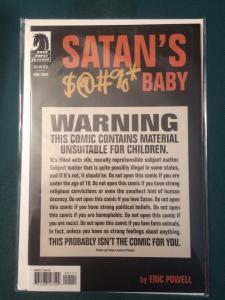 SATAN'S
$@#%*
BABY
WARNING
THIS COMIC CONTAINS MATERIAL
UNSUITABLE FOR CHILDREN.
It's filled with vile, morally reprehensible subject matter.
Subject matter that is quite possibly illegal in some states,
and if it's not, it should be. Do not open this comic if you are
under the age of 18. Do not open this comic if you have strong
religious convictions or even the smallest hint of human
decency. Do not open this comic if you love Satan. Do not open
this comic if you have strong political beliefs. Do not open
this comic if you are homophobic. Do not open this comic if
you are racist. Do not open this comic if you love farm animals.
In fact, unless you have no strong feelings about anything,
THIS PROBABLY ISN'T THE COMIC FOR YOU.
by ERIC POWELL